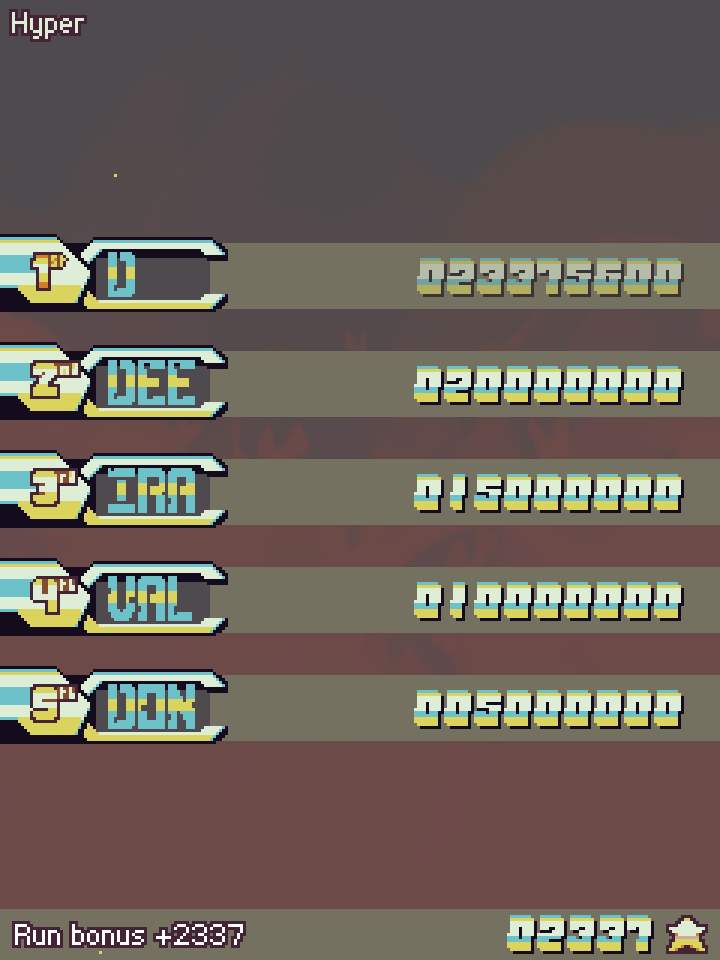 Hyper
1st D 023375600
2nd DEE 020000000
3rd IRA 015000000
4th VAL 010000000
5th DON 005000000
Run bonus +2337 02337